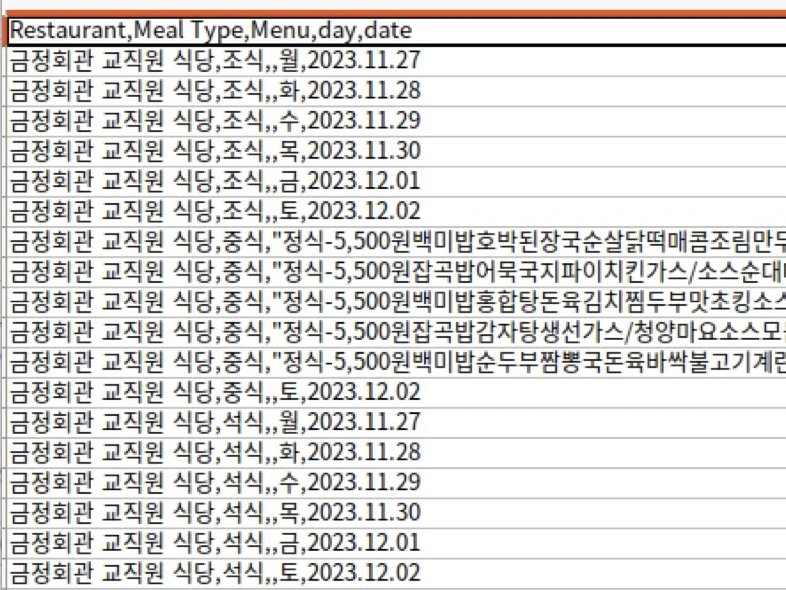 Restaurant,Meal Type,Menu,day,date
금정회관 교직원 식당,조식,,월,2023.11.27
금정회관 교직원 식당,조식,,화,2023.11.28
금정회관 교직원 식당,조식,,수,2023.11.29
금정회관 교직원 식당,조식,,목,2023.11.30
금정회관 교직원 식당,조식,,금,2023.12.01
금정회관 교직원 식당,조식,,토,2023.12.02
금정회관 교직원 식당,중식,"정식-5,500원백미밥호박된장국순살닭떡매콤조림만두
금정회관 교직원 식당,중식,"정식-5,500원잡곡밥어묵국지파이치킨가스/소스순대
금정회관 교직원 식당,중식,"정식-5,500원백미밥홍합탕돈육김치찜두부맛초킹소스
금정회관 교직원 식당,중식,"정식-5,500원잡곡밥감자탕생선가스/청양마요소스모
금정회관 교직원 식당,중식,"정식-5,500원백미밥순두부짬뽕국돈육바싹불고기계란
금정회관 교직원 식당,중식,,토,2023.12.02
금정회관 교직원 식당,석식,,월,2023.11.27
금정회관 교직원 식당,석식,,화,2023.11.28
금정회관 교직원 식당,석식,,수,2023.11.29
금정회관 교직원 식당,석식,,목,2023.11.30
금정회관 교직원 식당,석식,,금,2023.12.01
금정회관 교직원 식당,석식,,토,2023.12.02